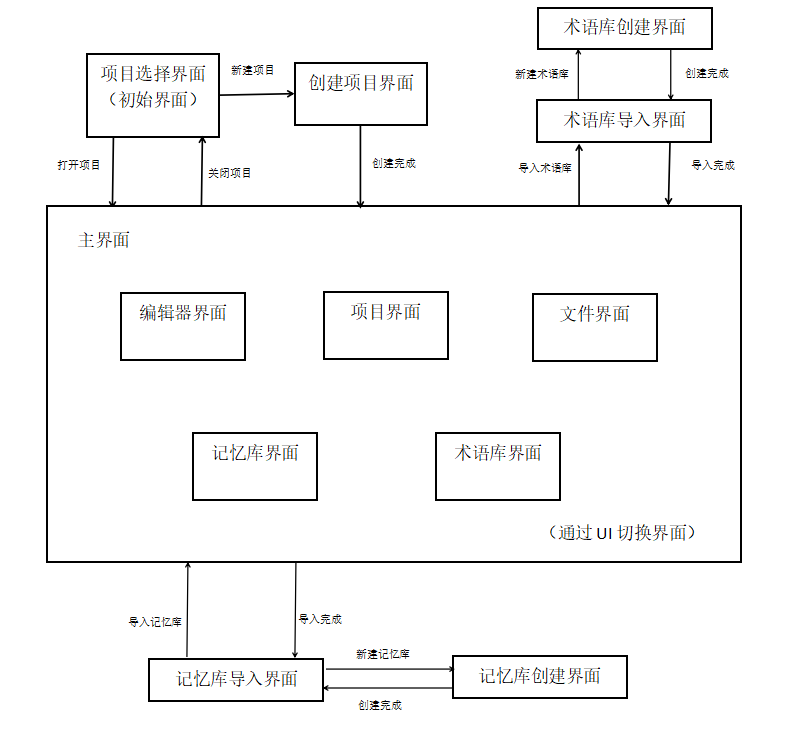 术语库创建界面
项目选择界面
（初始界面）
新建项目
创建项目界面
新建术语库
创建完成
术语库导入界面
打开项目
关闭项目
创建完成
导入术语库
导入完成
主界面
编辑器界面
项目界面
文件界面
记忆库界面
术语库界面
（通过 UI 切换界面）
导入记忆库
导入完成
新建记忆库
记忆库导入界面
记忆库创建界面
创建完成